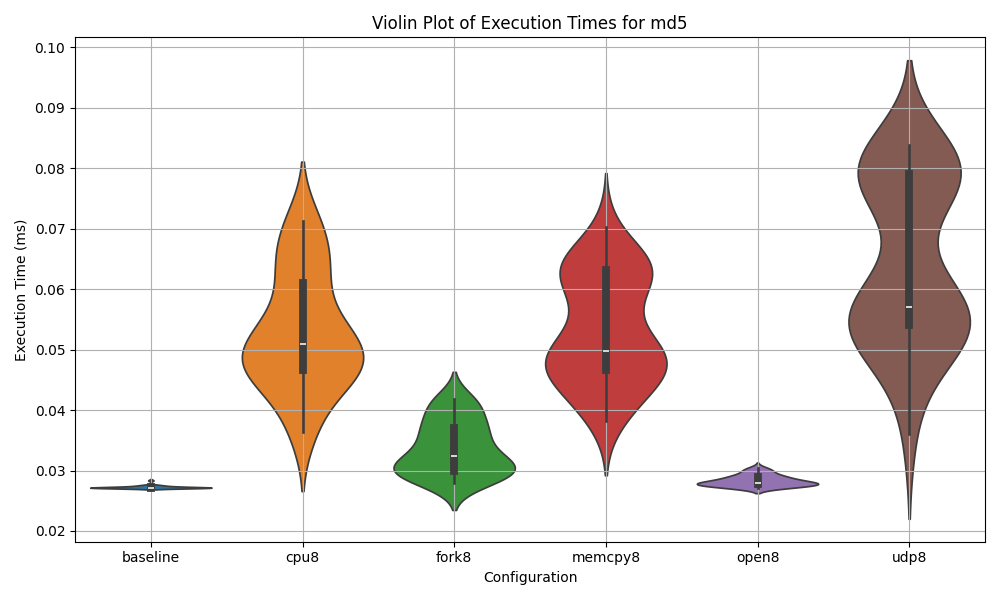 Violin Plot of Execution Times for md5
Execution Time (ms)
0.10
0.09
0.08
0.07
0.06
0.05
0.04
0.03
0.02
baseline cpu8 fork8 memcpy8 open8 udp8
Configuration